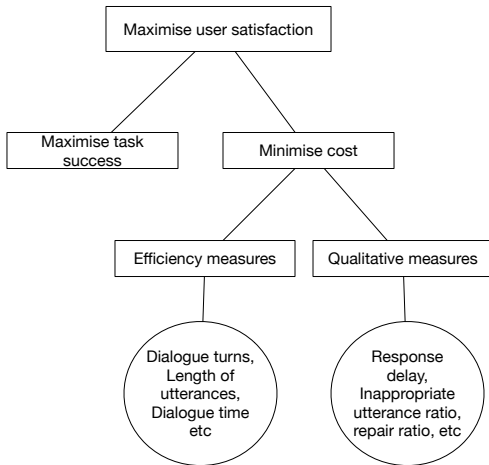 Maximise user satisfaction
Maximise task
success
Minimise cost
Efficiency measures
Qualitative measures
Dialogue turns,
Length of
utterances,
Dialogue time
etc
Response
delay,
Inappropriate
utterance ratio,
repair ratio, etc